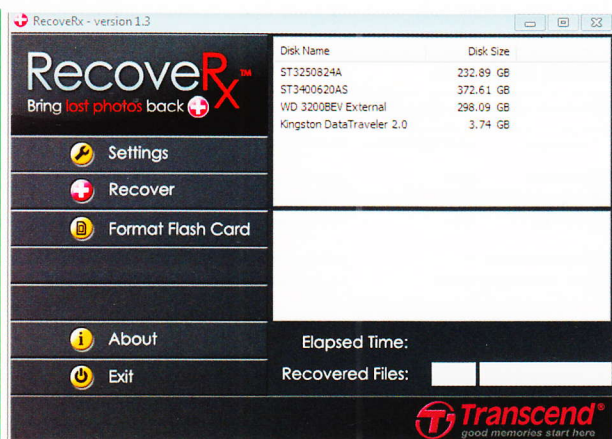 RecoveRx - version 1.3
RecoveRx™
Bring lost photos back
Settings
Recover
Format Flash Card
About
Exit
Disk Name Disk Size
ST3250824A 232.89 GB
ST3400620AS 372.61 GB
WD 3200BEV External 298.09 GB
Kingston DataTraveler 2.0 3.74 GB
Elapsed Time:
Recovered Files:
Transcend®
good memories start here